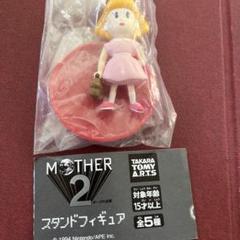 MOTHER
2
スタンドフィギュア
© 1994 Nintendo/APE inc.
TAKARA
TOMY
A.R.T.S
対象年齢
15才以上
全5種